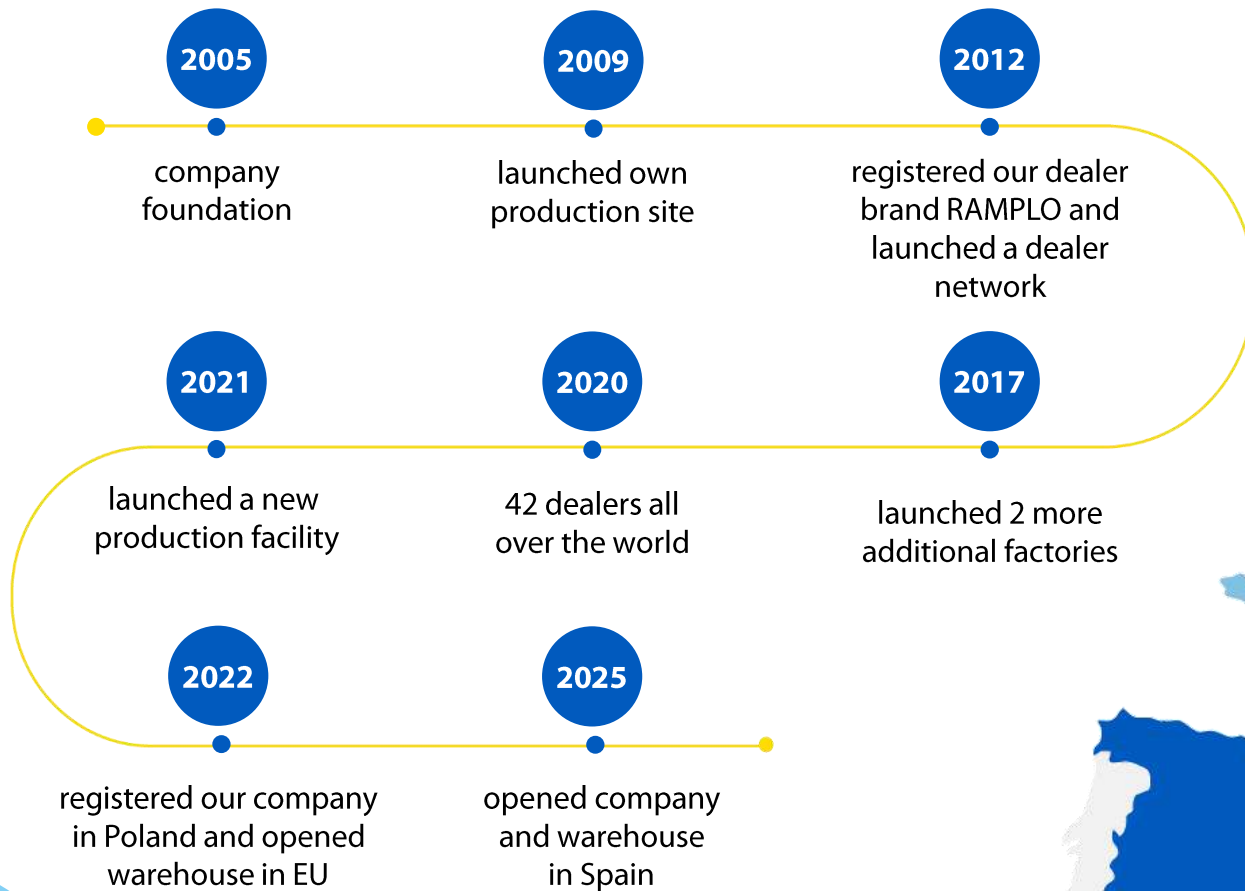 2005
company
foundation
2009
launched own
production site
2012
registered our dealer
brand RAMPLO and
launched a dealer
network
2017
launched 2 more
additional factories
2020
42 dealers all
over the world
2021
launched a new
production facility
2022
registered our company
in Poland and opened
warehouse in EU
2025
opened company
and warehouse
in Spain